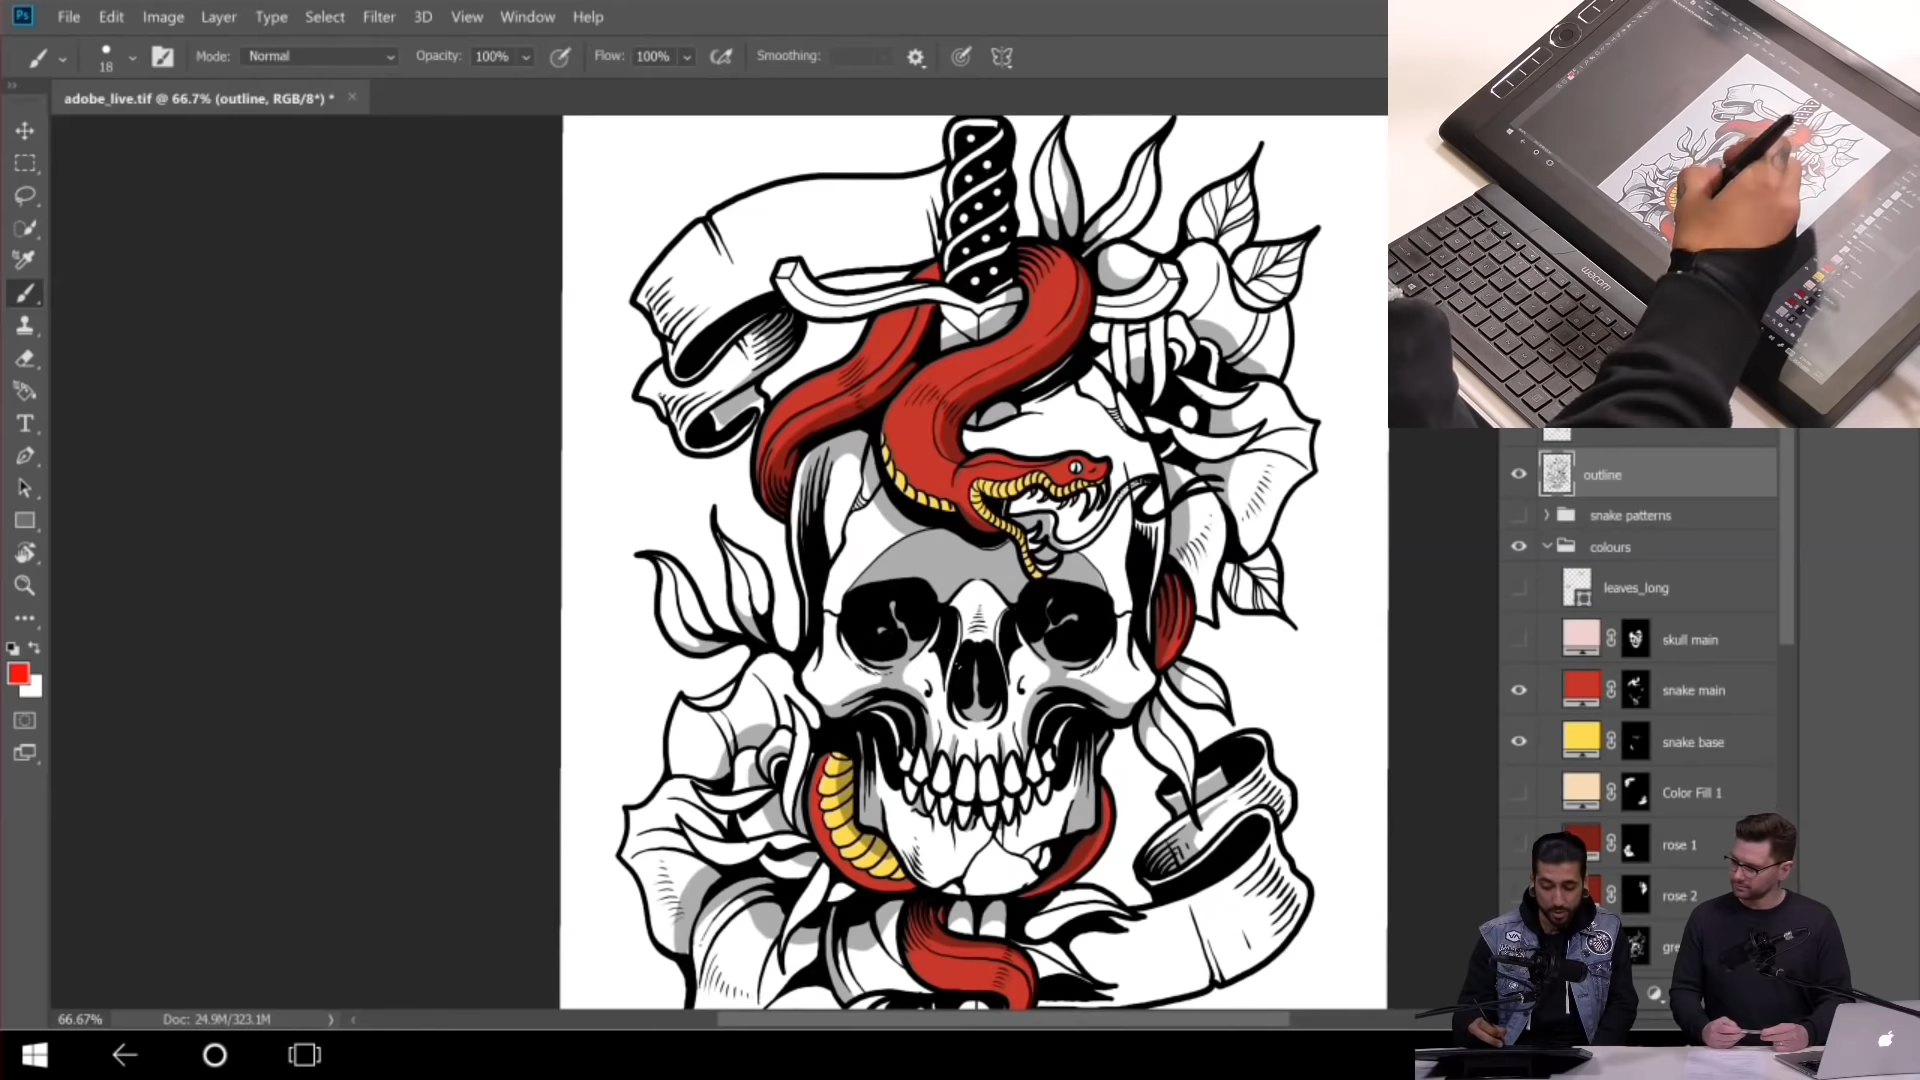 Ps File Edit Image Layer Type Select Filter 3D View Window Help
18 Mode: Normal Opacity: 100% Flow: 100% Smoothing:
adobe_live.tif @ 66.7% (outline, RGB/8*) *
T
outline
snake patterns
colours
leaves_long
skull main
snake main
snake base
Color Fill 1
rose 1
rose 2
66.67% Doc: 24.9M/323.1M
wacom